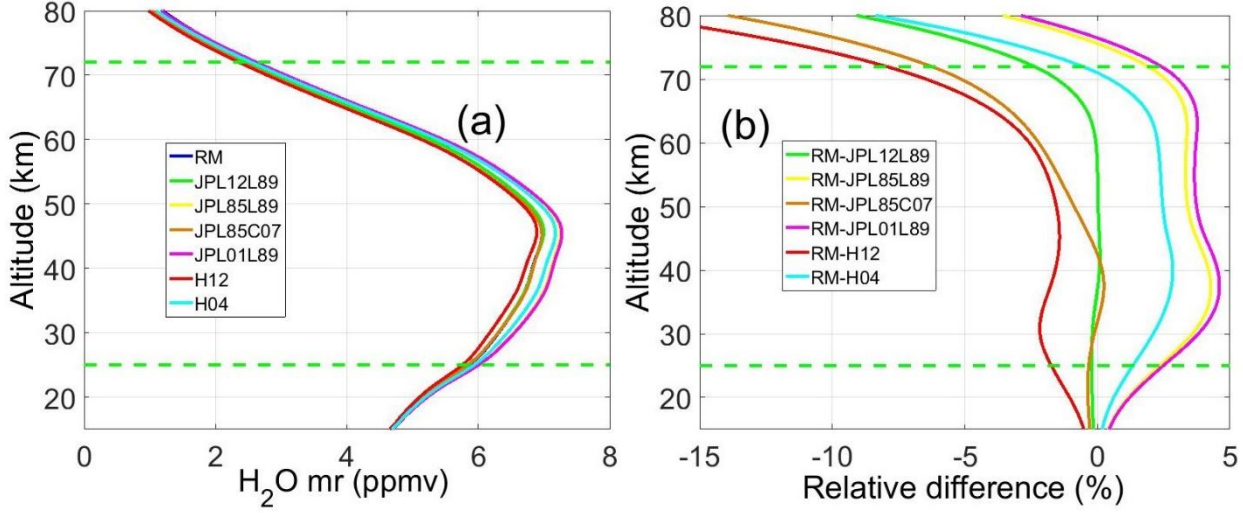 80
70
60
50
40
30
20
Altitude (km)
(a)
RM
JPL12L89
JPL85L89
JPL85C07
JPL01L89
H12
H04
0 2 4 6 8
H₂O mr (ppmv)
80
70
60
50
40
30
20
Altitude (km)
(b)
RM-JPL12L89
RM-JPL85L89
RM-JPL85C07
RM-JPL01L89
RM-H12
RM-H04
-15 -10 -5 0 5
Relative difference (%)